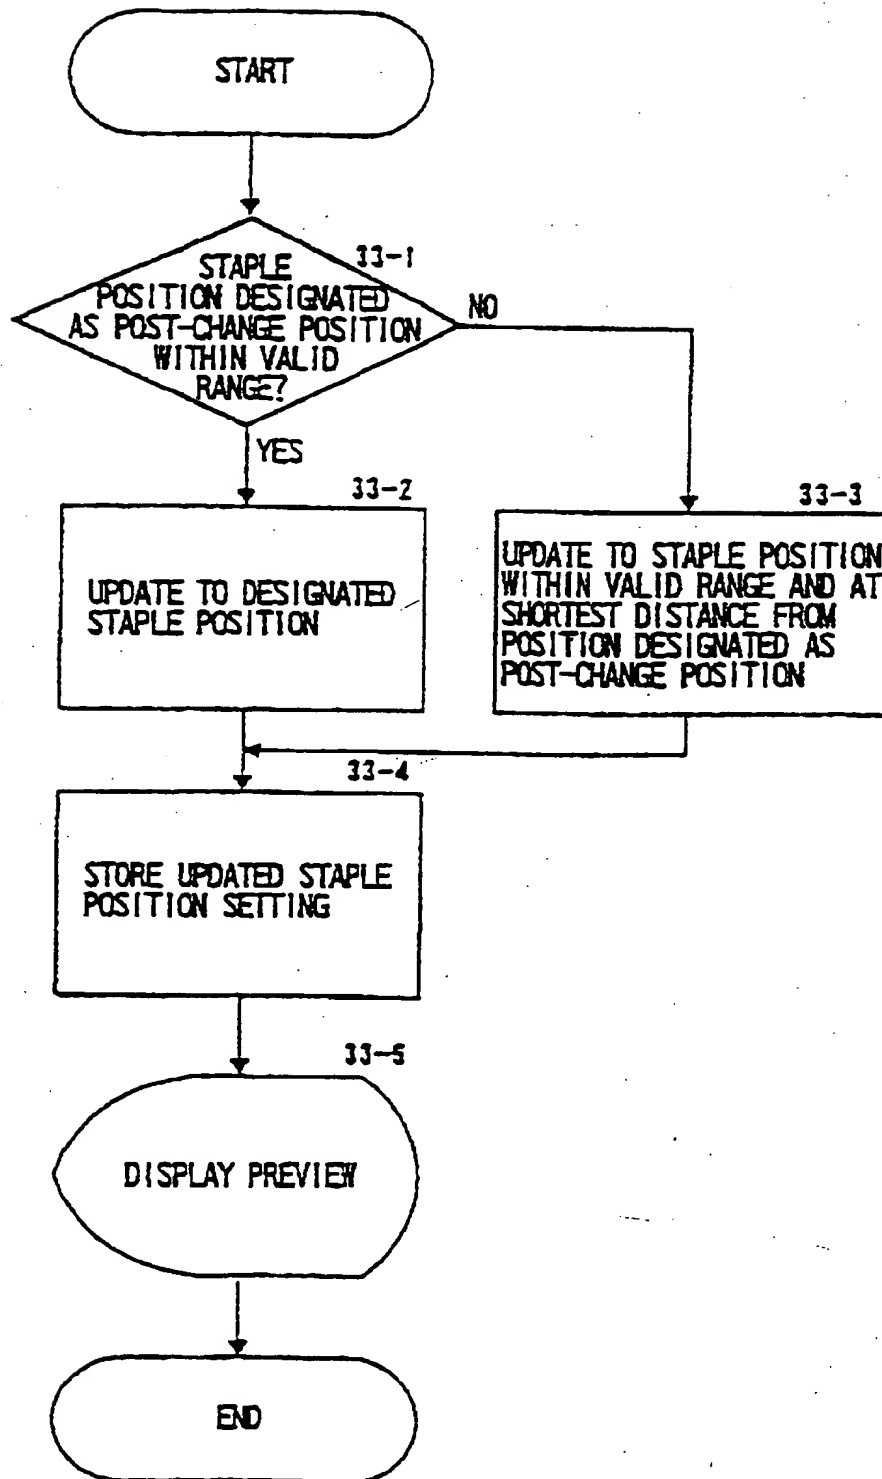 START
33-1
STAPLE
POSITION DESIGNATED
AS POST-CHANGE POSITION
WITHIN VALID
RANGE?
NO
YES
33-2
UPDATE TO DESIGNATED
STAPLE POSITION
33-3
UPDATE TO STAPLE POSITION
WITHIN VALID RANGE AND AT
SHORTEST DISTANCE FROM
POSITION DESIGNATED AS
POST-CHANGE POSITION
33-4
STORE UPDATED STAPLE
POSITION SETTING
33-5
DISPLAY PREVIEW
END